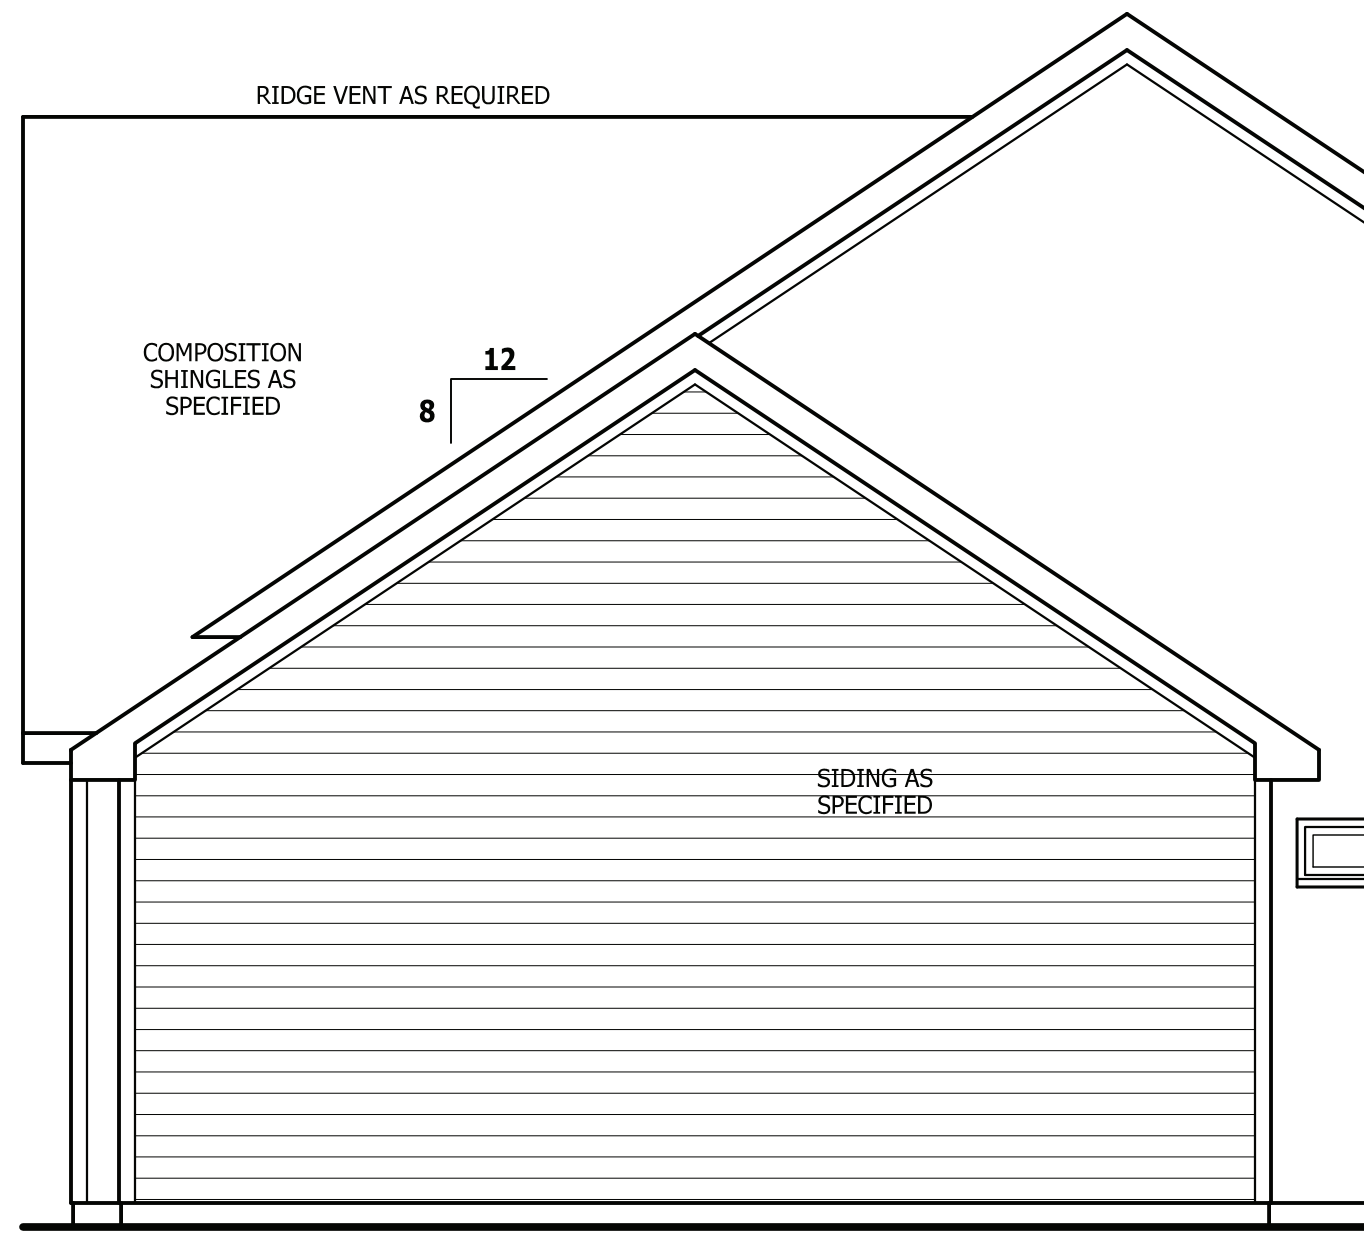 RIDGE VENT AS REQUIRED
COMPOSITION
SHINGLES AS
SPECIFIED
12
8
SIDING AS
SPECIFIED